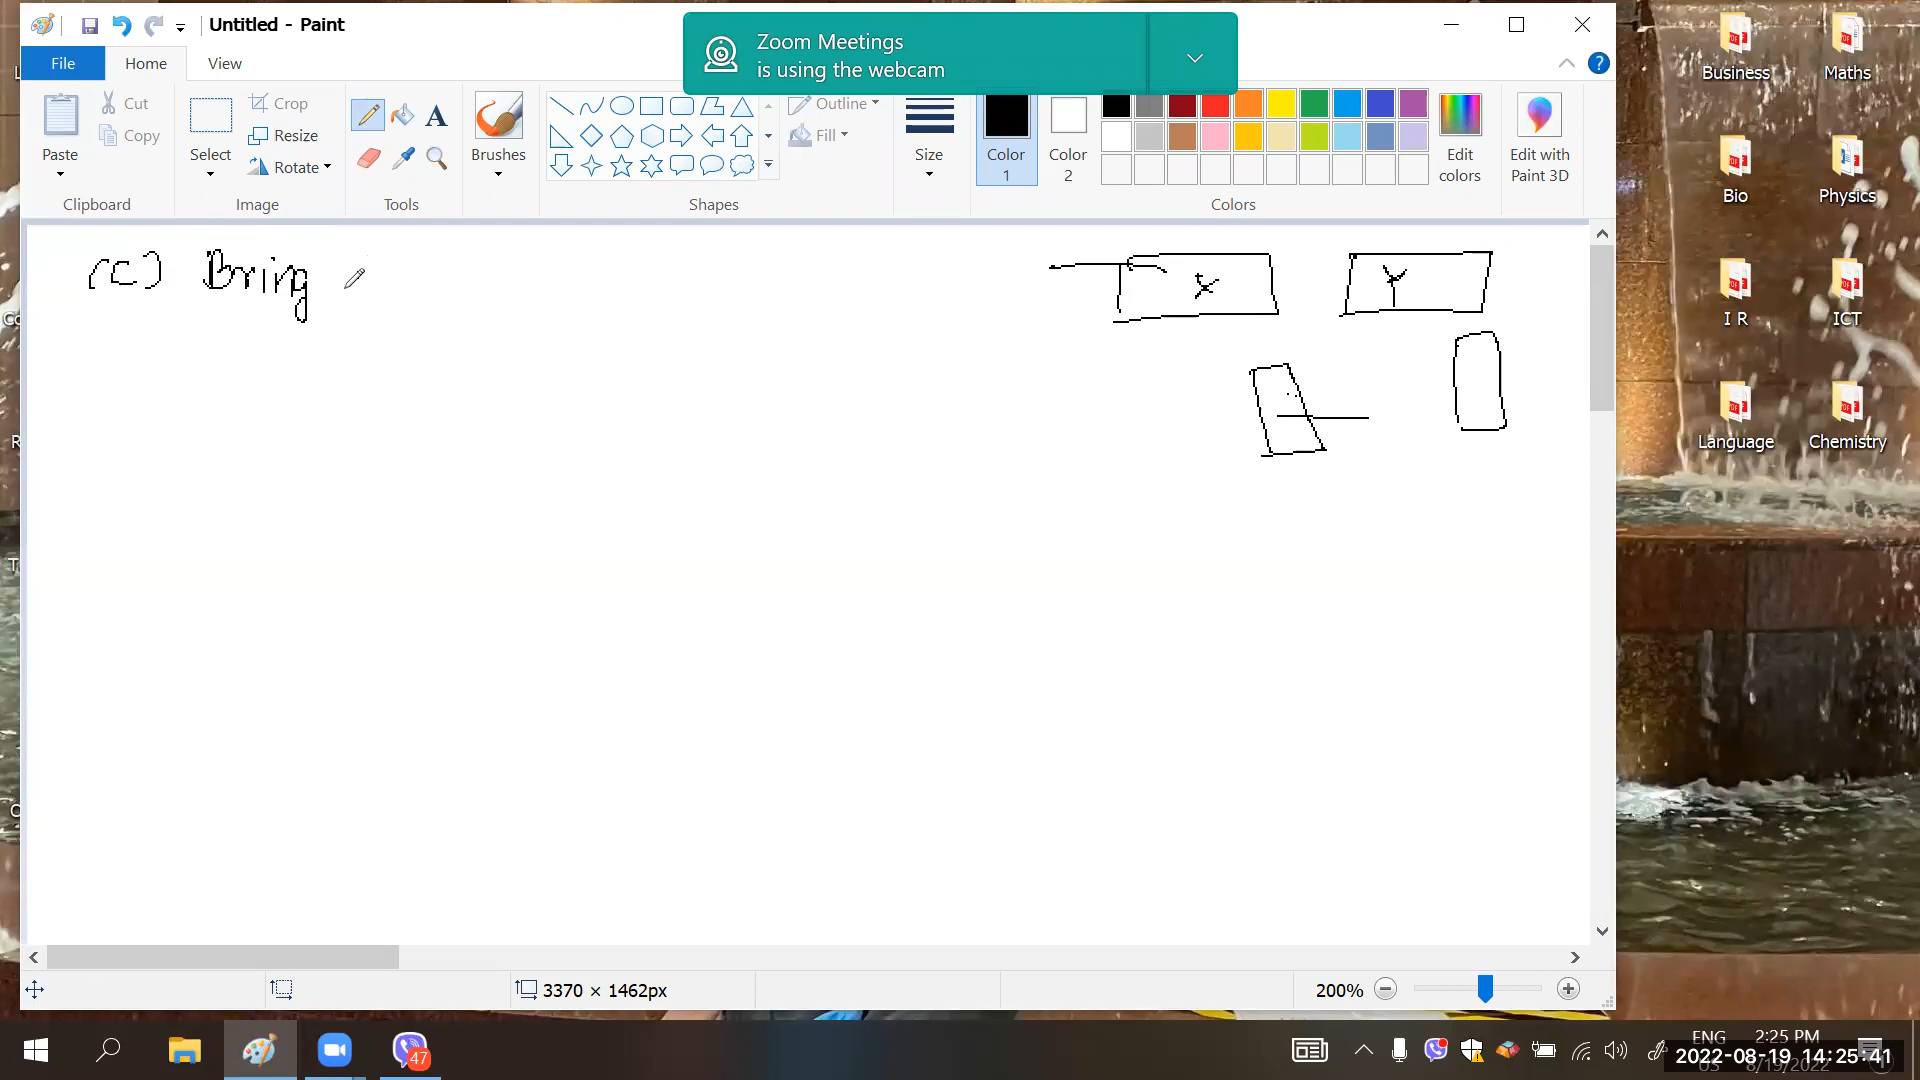 Untitled - Paint
Zoom Meetings
is using the webcam
File
Home
View
Cut
Copy
Paste
Clipboard
Crop
Resize
Rotate
Select
Image
Tools
Brushes
Shapes
Outline
Fill
Size
Color
1
Color
2
Edit
colors
Edit with
Paint 3D
Colors
(C) Bring
X
Y
Business
Maths
Bio
Physics
I R
ICT
Language
Chemistry
3370 × 1462px
200%
47
ENG
2:25 PM
2022-08-19 14:25:41